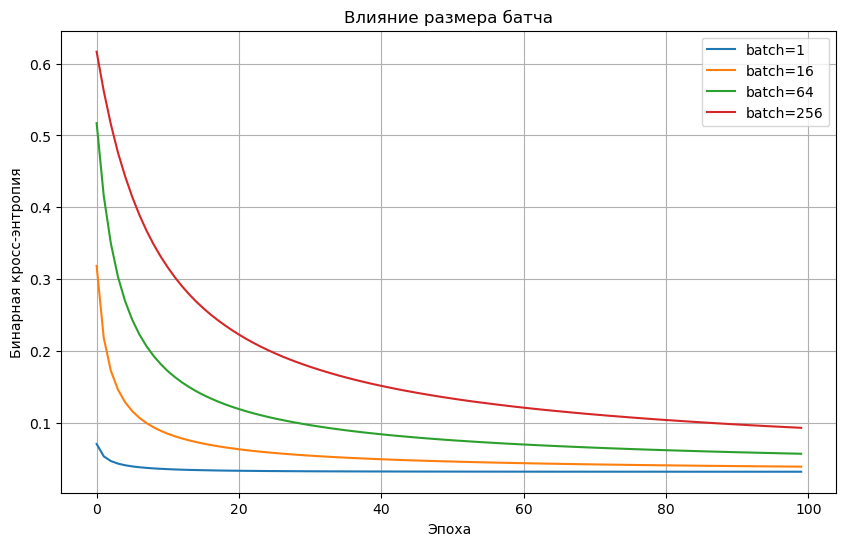 Влияние размера батча
batch=1
batch=16
batch=64
batch=256
Бинарная кросс-энтропия
0.6
0.5
0.4
0.3
0.2
0.1
0
20
40
60
80
100
Эпоха